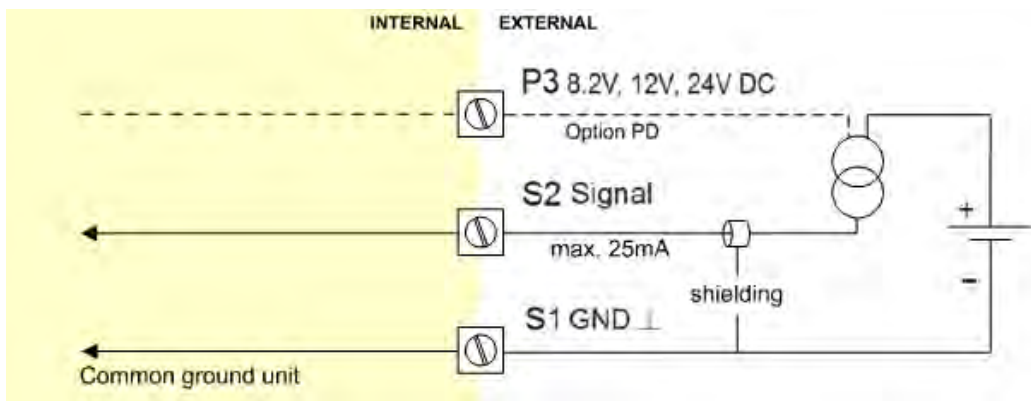 INTERNAL EXTERNAL
P3 8.2V, 12V, 24V DC
Option PD
S2 Signal
max. 25mA
+
shielding
-
S1 GND ⊥
Common ground unit